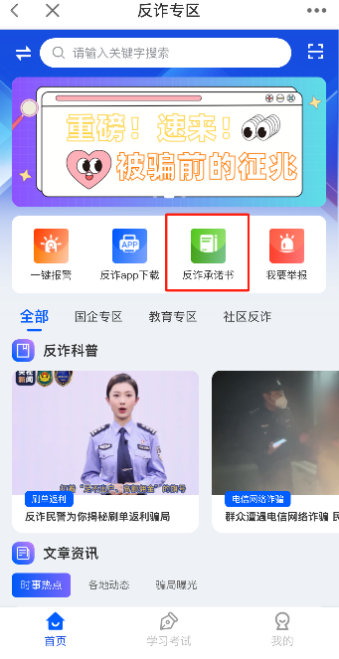 反诈专区
请输入关键字搜索
重磅！速来！
被骗前的征兆
一键报警
反诈app下载
反诈承诺书
我要举报
APP
全部
国企专区
教育专区
社区反诈
反诈科普
刷单返利
电信网络诈骗
反诈民警为你揭秘刷单返利骗局
群众遭遇电信网络诈骗
文章资讯
时事热点
各地动态
骗局曝光
首页
学习考试
我的